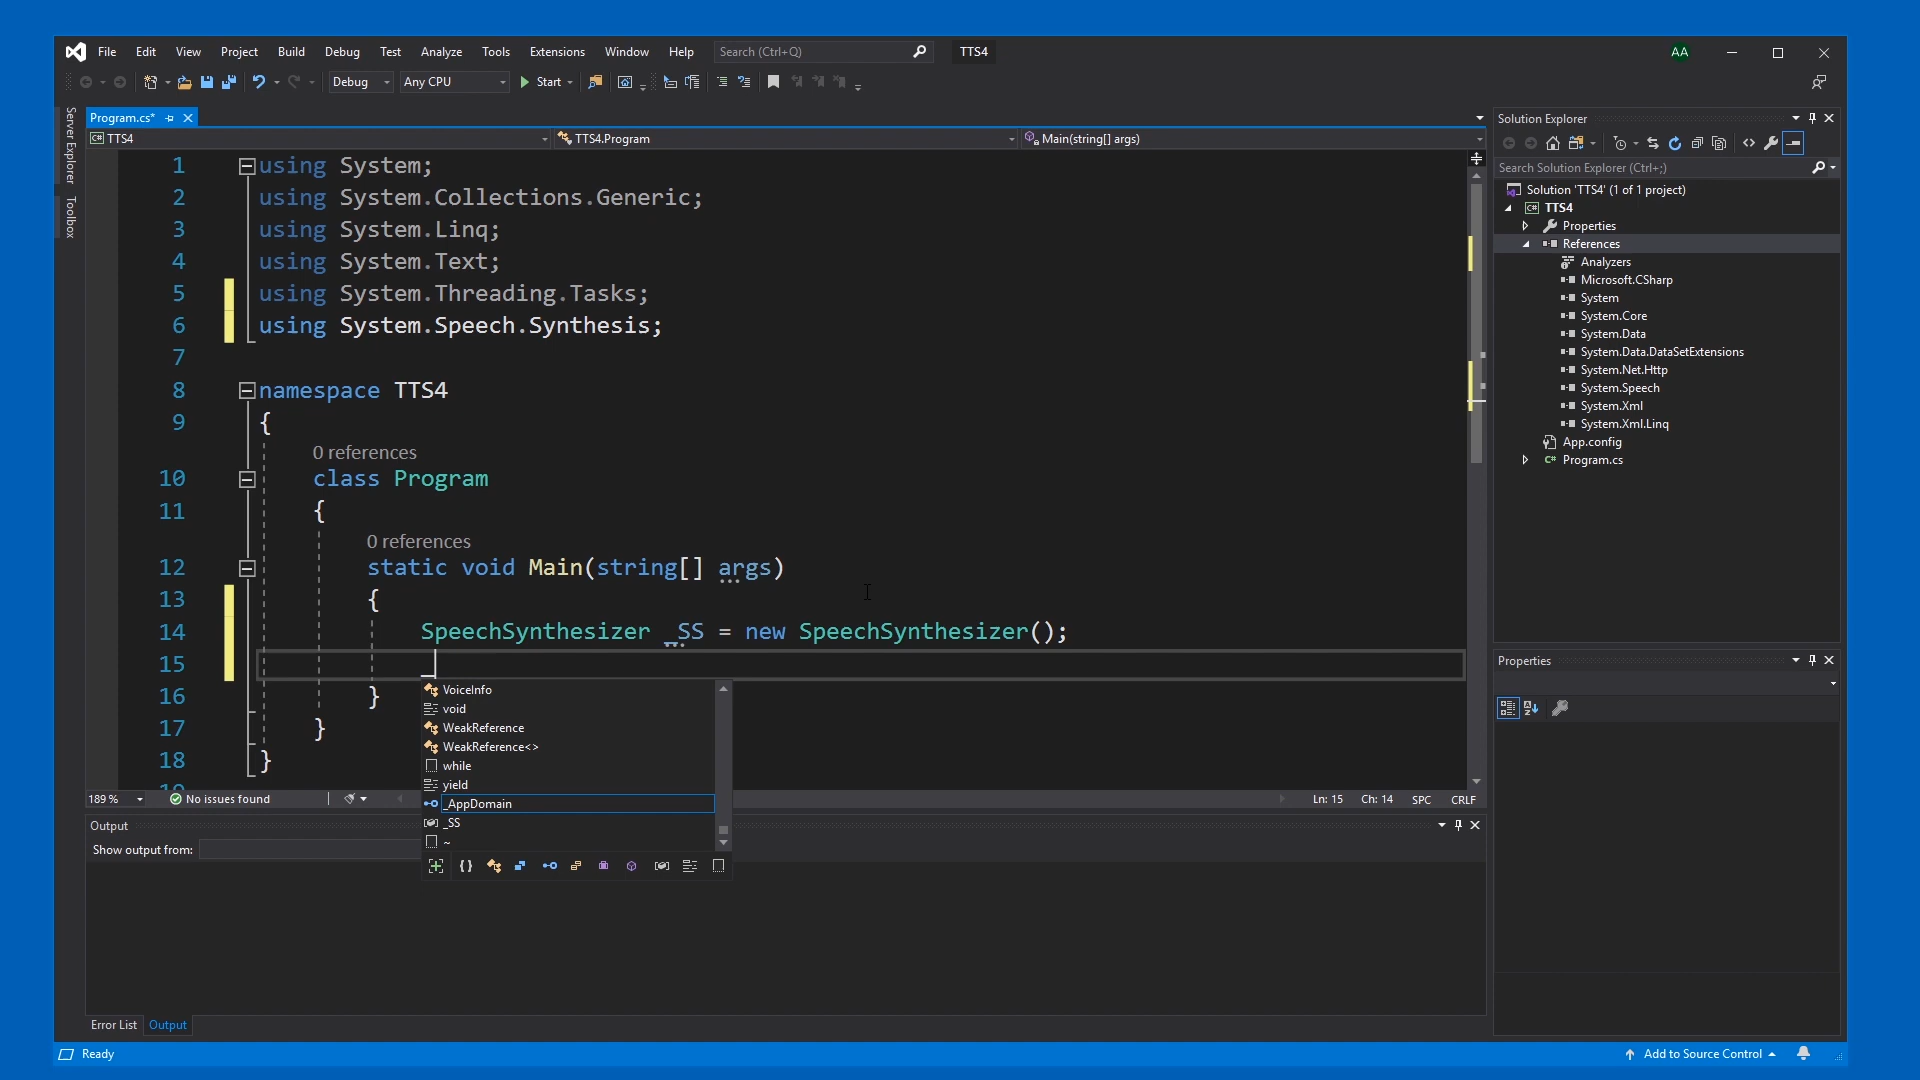 File Edit View Project Build Debug Test Analyze Tools Extensions Window Help Search (Ctrl+Q) TTS4 AA
Debug Any CPU Start
Server Explorer
Toolbox
Program.cs*
TTS4 TTS4.Program Main(string[] args)
1 using System;
2 using System.Collections.Generic;
3 using System.Linq;
4 using System.Text;
5 using System.Threading.Tasks;
6 using System.Speech.Synthesis;
7
8 namespace TTS4
9 {
0 references
10 class Program
11 {
0 references
12 static void Main(string[] args)
13 {
14 SpeechSynthesizer _SS = new SpeechSynthesizer();
15 _
16 }
17 }
18 }
19
VoiceInfo
void
WeakReference
WeakReference<>
while
yield
_AppDomain
_SS
~
189 % No issues found Ln: 15 Ch: 14 SPC CRLF
Output
Show output from:
Error List Output
Solution Explorer
Search Solution Explorer (Ctrl+;)
Solution 'TTS4' (1 of 1 project)
C# TTS4
Properties
References
Analyzers
Microsoft.CSharp
System
System.Core
System.Data
System.Data.DataSetExtensions
System.Net.Http
System.Speech
System.Xml
System.Xml.Linq
App.config
C# Program.cs
Properties
Ready Add to Source Control